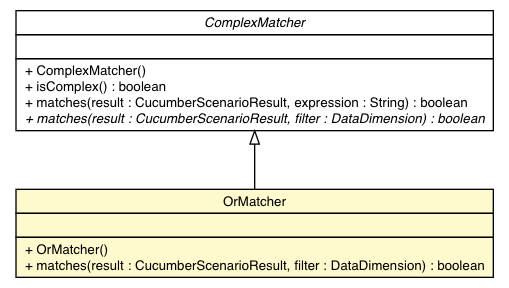 ComplexMatcher
+ ComplexMatcher()
+ isComplex() : boolean
+ matches(result : CucumberScenarioResult, expression : String) : boolean
+ matches(result : CucumberScenarioResult, filter : DataDimension) : boolean
OrMatcher
+ OrMatcher()
+ matches(result : CucumberScenarioResult, filter : DataDimension) : boolean